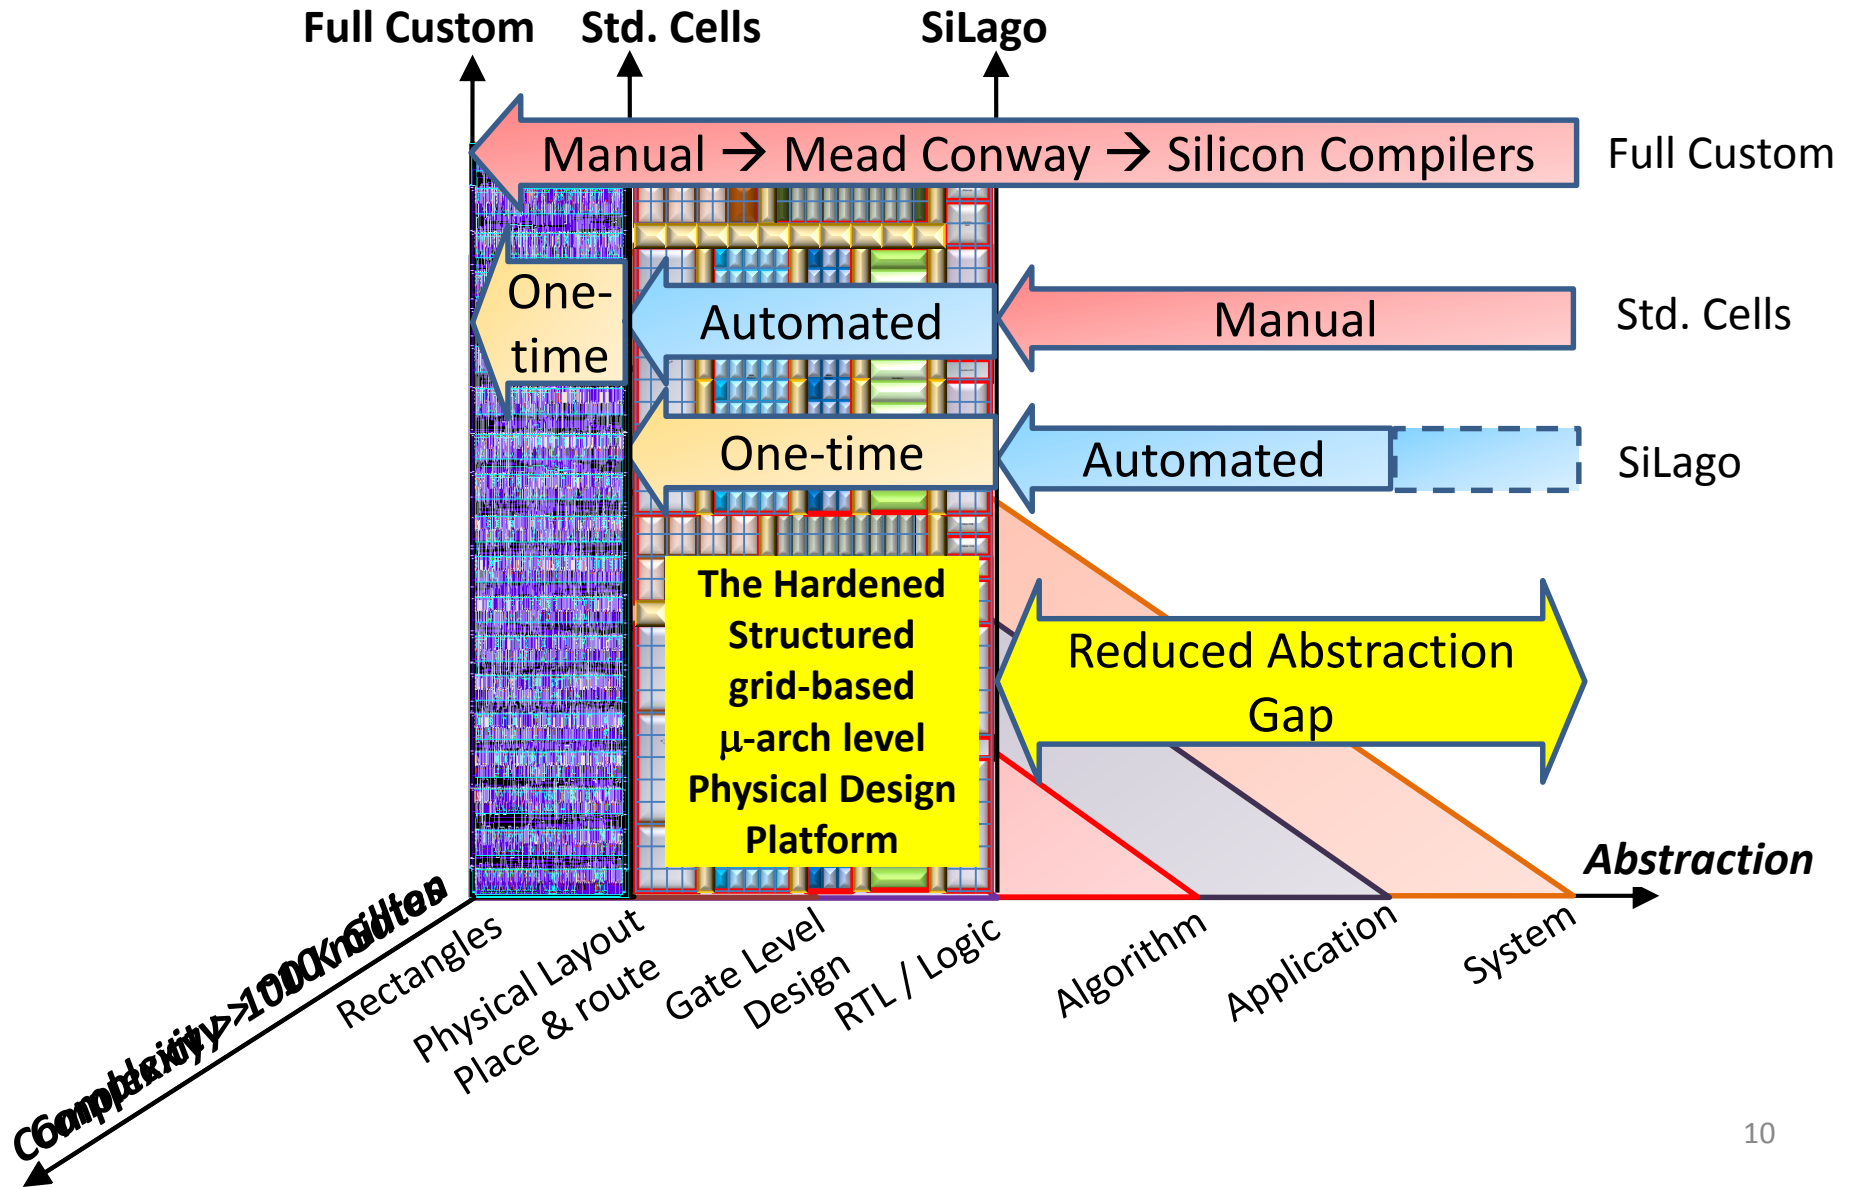 Full Custom
Std. Cells
SiLago
Manual → Mead Conway → Silicon Compilers
Full Custom
One-
time
Automated
Manual
Std. Cells
One-time
Automated
SiLago
The Hardened
Structured
grid-based
μ-arch level
Physical Design
Platform
Reduced Abstraction
Gap
Abstraction
Rectangles
Physical Layout
Place & route
Gate Level
Design
RTL / Logic
Algorithm
Application
System
Complexity
10